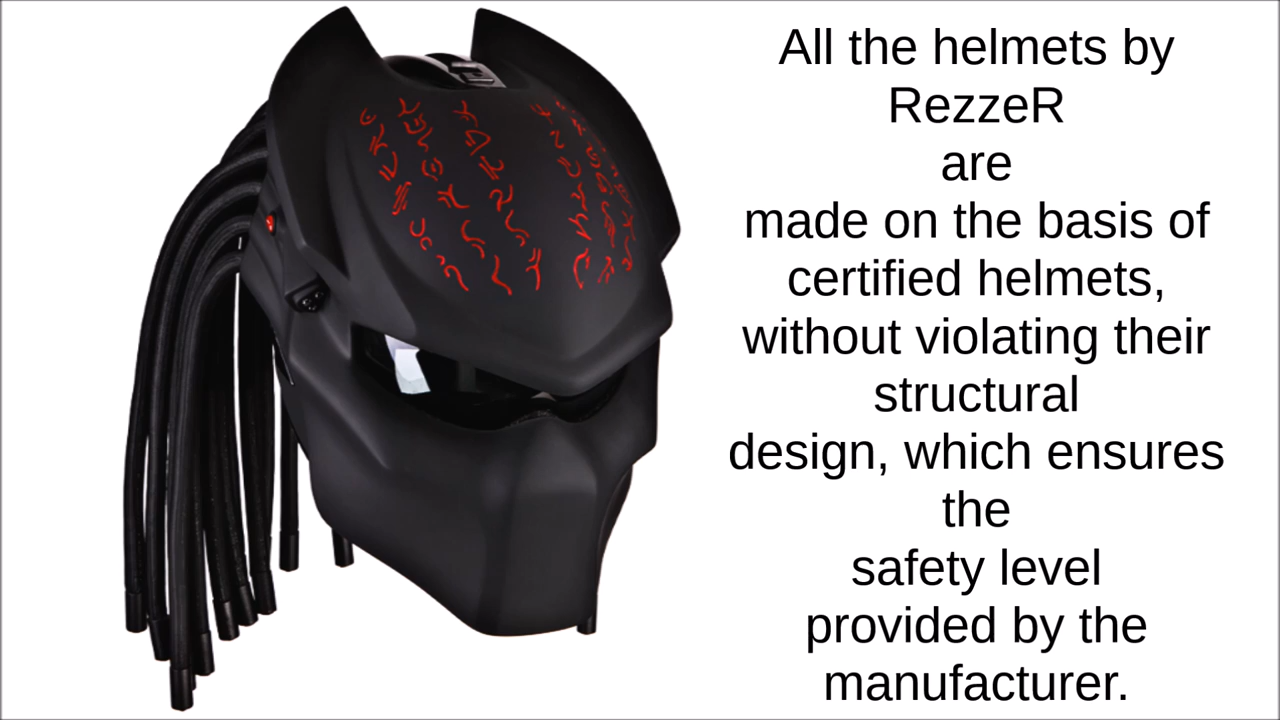 All the helmets by
RezzeR
are
made on the basis of
certified helmets,
without violating their
structural
design, which ensures
the
safety level
provided by the
manufacturer.